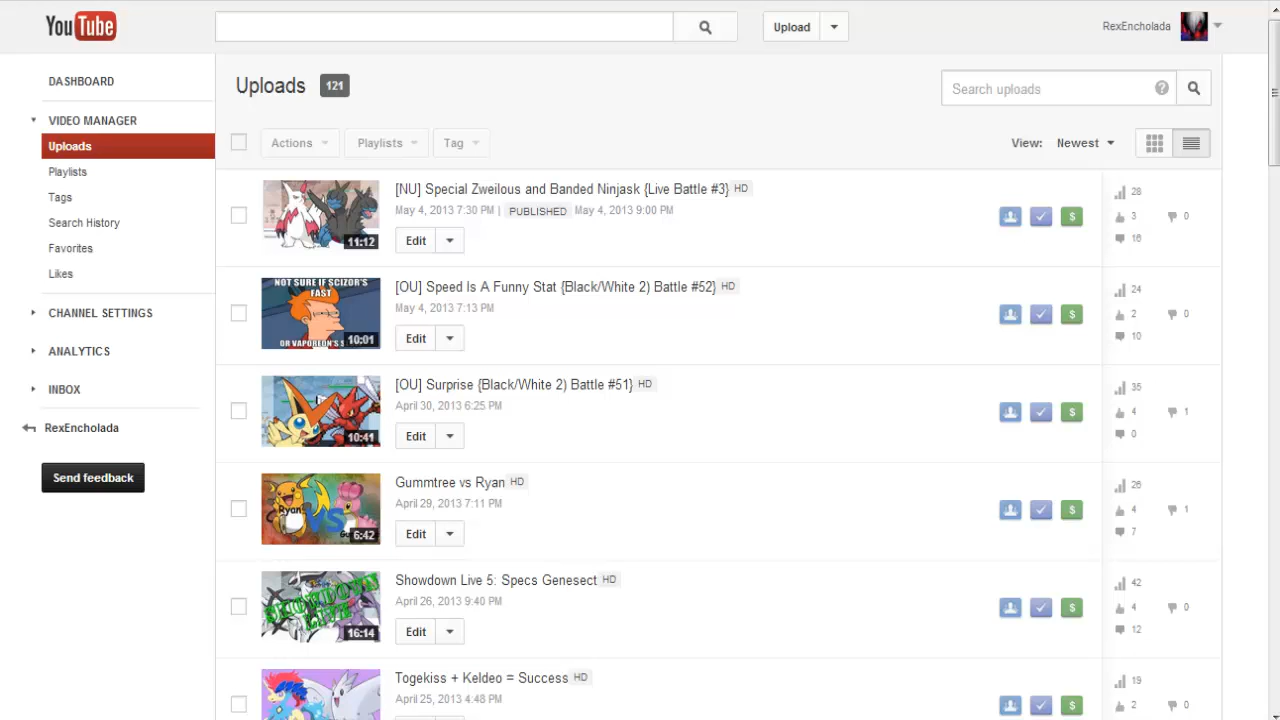 YouTube
Upload
RexEncholada
DASHBOARD
VIDEO MANAGER
Uploads
Playlists
Tags
Search History
Favorites
Likes
CHANNEL SETTINGS
ANALYTICS
INBOX
RexEncholada
Send feedback
Uploads 121
Search uploads ?
Actions Playlists Tag
View: Newest
11:12
[NU] Special Zweilous and Banded Ninjask {Live Battle #3} HD
May 4, 2013 7:30 PM | PUBLISHED May 4, 2013 9:00 PM
Edit
$
28
3 0
16
NOT SURE IF SCIZOR'S
FAST
OR VAPOREON'S
10:01
[OU] Speed Is A Funny Stat {Black/White 2) Battle #52} HD
May 4, 2013 7:13 PM
Edit
$
24
2 0
10
10:41
[OU] Surprise {Black/White 2) Battle #51} HD
April 30, 2013 6:25 PM
Edit
$
35
4 1
0
Ryan
VS
6:42
Gummtree vs Ryan HD
April 29, 2013 7:11 PM
Edit
$
26
4 1
7
SHOWDOWN
LIVE
16:14
Showdown Live 5: Specs Genesect HD
April 26, 2013 9:40 PM
Edit
$
42
4 0
12
Togekiss + Keldeo = Success HD
April 25, 2013 4:48 PM
$
19
2 0